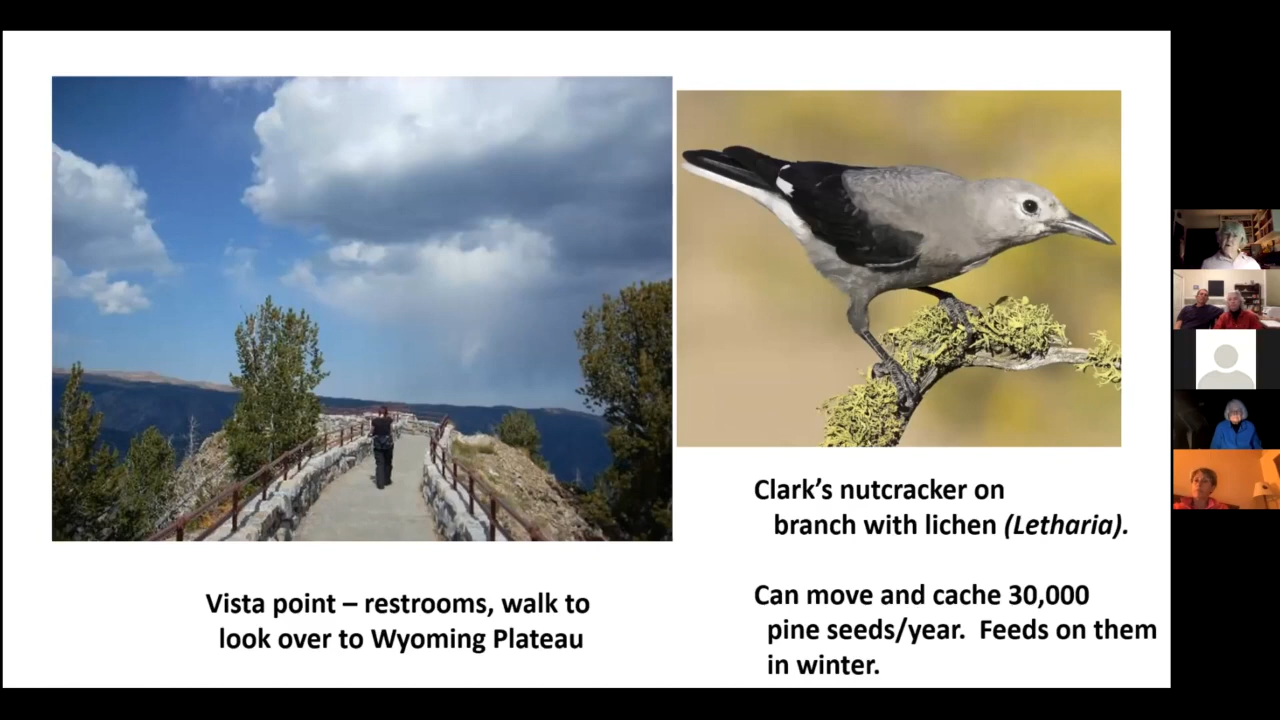 Vista point – restrooms, walk to
look over to Wyoming Plateau
Clark’s nutcracker on
branch with lichen (Letharia).
Can move and cache 30,000
pine seeds/year. Feeds on them
in winter.